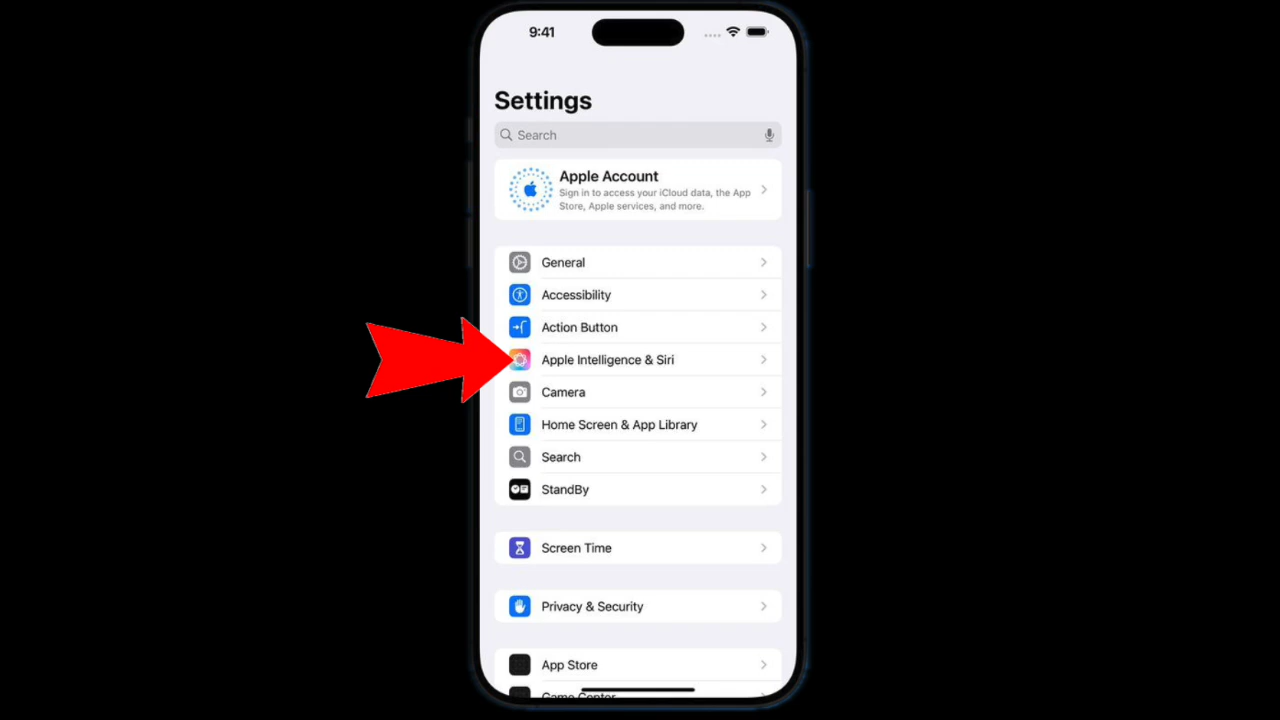 9:41
Settings
Search
Apple Account
Sign in to access your iCloud data, the App
Store, Apple services, and more.
General
Accessibility
Action Button
Apple Intelligence & Siri
Camera
Home Screen & App Library
Search
StandBy
Screen Time
Privacy & Security
App Store
Game Center